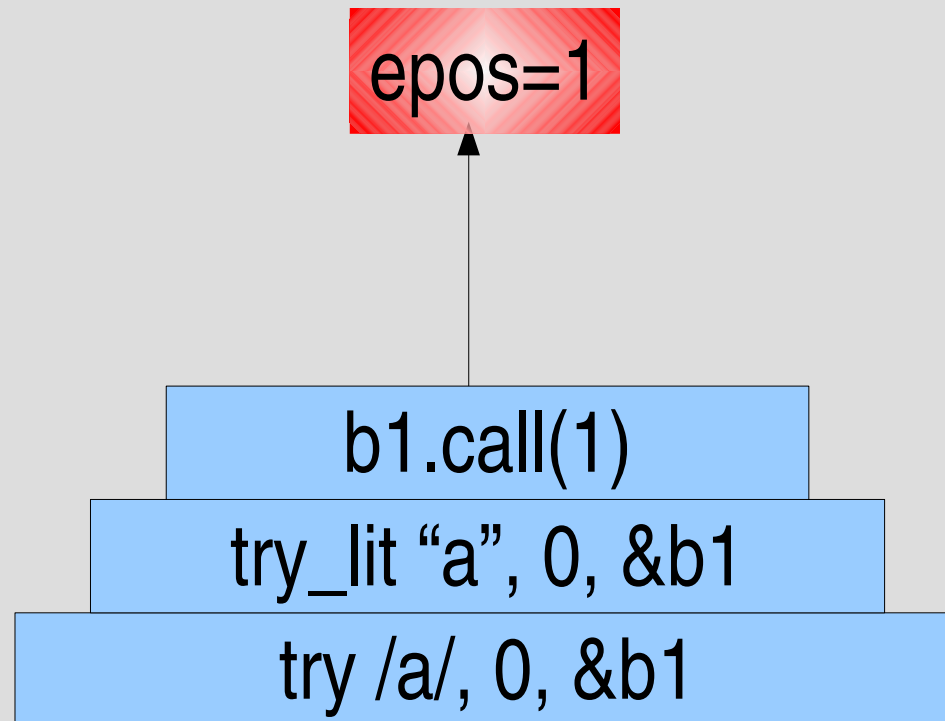 epos=1
b1.call(1)
try_lit “a”, 0, &b1
try /a/, 0, &b1